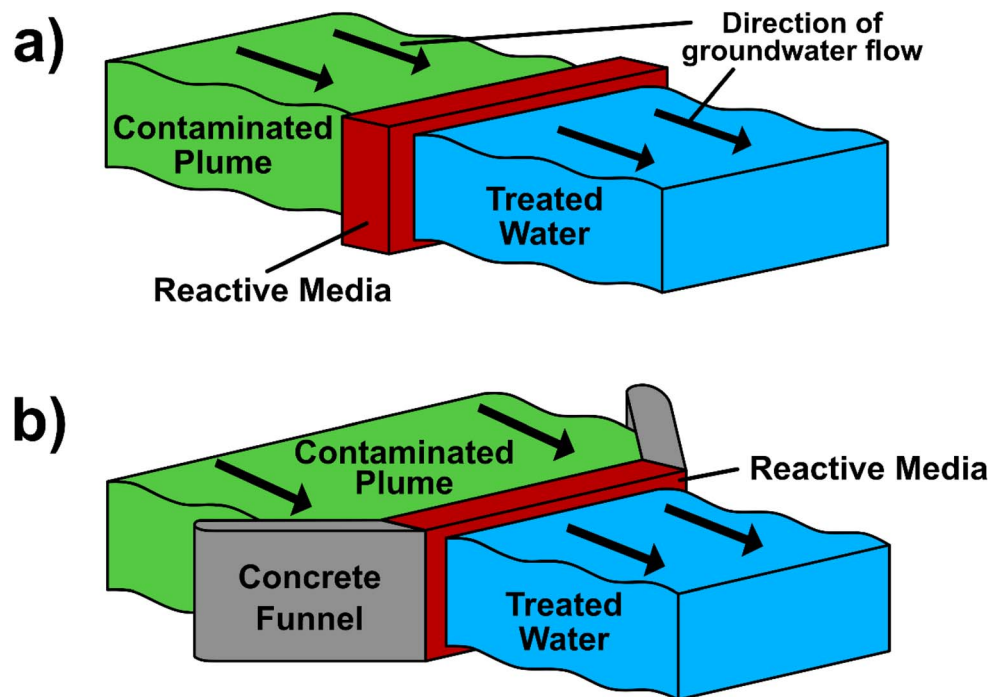 a)
Direction of
groundwater flow
Contaminated
Plume
Treated
Water
Reactive Media
b)
Contaminated
Plume
Reactive Media
Concrete
Funnel
Treated
Water